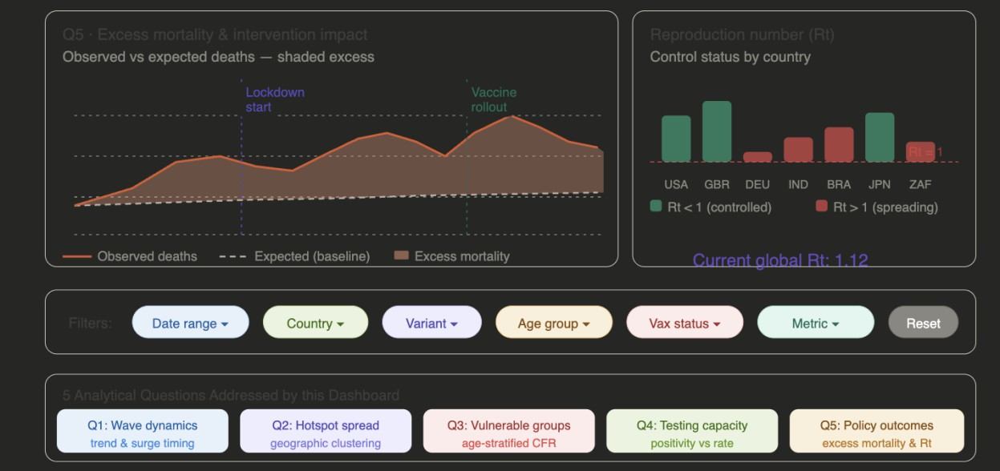 Q5 · Excess mortality & intervention impact
Observed vs expected deaths — shaded excess
Lockdown
start
Vaccine
rollout
Observed deaths
Expected (baseline)
Excess mortality
Reproduction number (Rt)
Control status by country
Rt = 1
USA GBR DEU IND BRA JPN ZAF
Rt < 1 (controlled)
Rt > 1 (spreading)
Current global Rt: 1.12
Filters:
Date range
Country
Variant
Age group
Vax status
Metric
Reset
5 Analytical Questions Addressed by this Dashboard
Q1: Wave dynamics
trend & surge timing
Q2: Hotspot spread
geographic clustering
Q3: Vulnerable groups
age-stratified CFR
Q4: Testing capacity
positivity vs rate
Q5: Policy outcomes
excess mortality & Rt